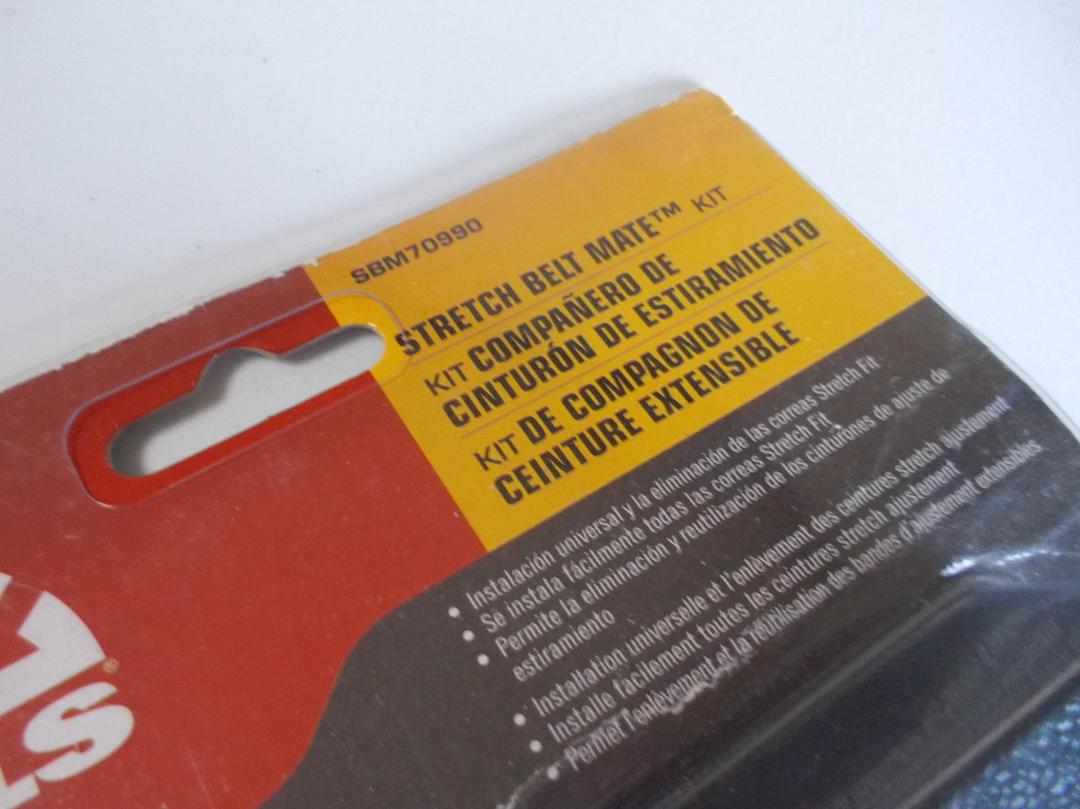 SBM70990
STRETCH BELT MATE™ KIT
KIT COMPAÑERO DE
CINTURÓN DE ESTIRAMIENTO
KIT DE COMPAGNON DE
CEINTURE EXTENSIBLE
• Instalación universal y la eliminación de las correas Stretch Fit
• Se instala fácilmente todas las correas Stretch Fit
• Permite la eliminación y reutilización de los cinturones de ajuste de
estiramiento
• Installation universelle et l'enlèvement des ceintures stretch ajustement
• Installe facilement toutes les ceintures stretch ajustement
• Permet l'enlèvement et la réutilisation des bandes d'ajustement extensibles
LS®